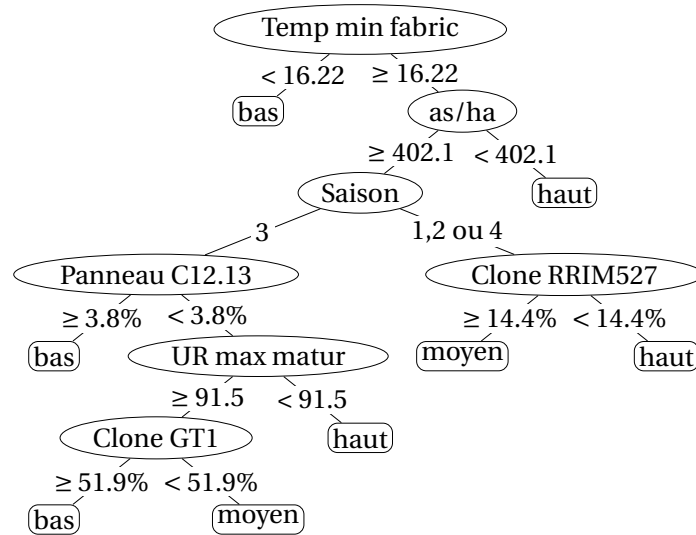 Temp min fabric
< 16.22 ≥ 16.22
bas as/ha
≥ 402.1 < 402.1
Saison haut
3 1,2 ou 4
Panneau C12.13 Clone RRIM527
≥ 3.8% < 3.8% ≥ 14.4% < 14.4%
bas UR max matur moyen haut
≥ 91.5 < 91.5
Clone GT1 haut
≥ 51.9% < 51.9%
bas moyen